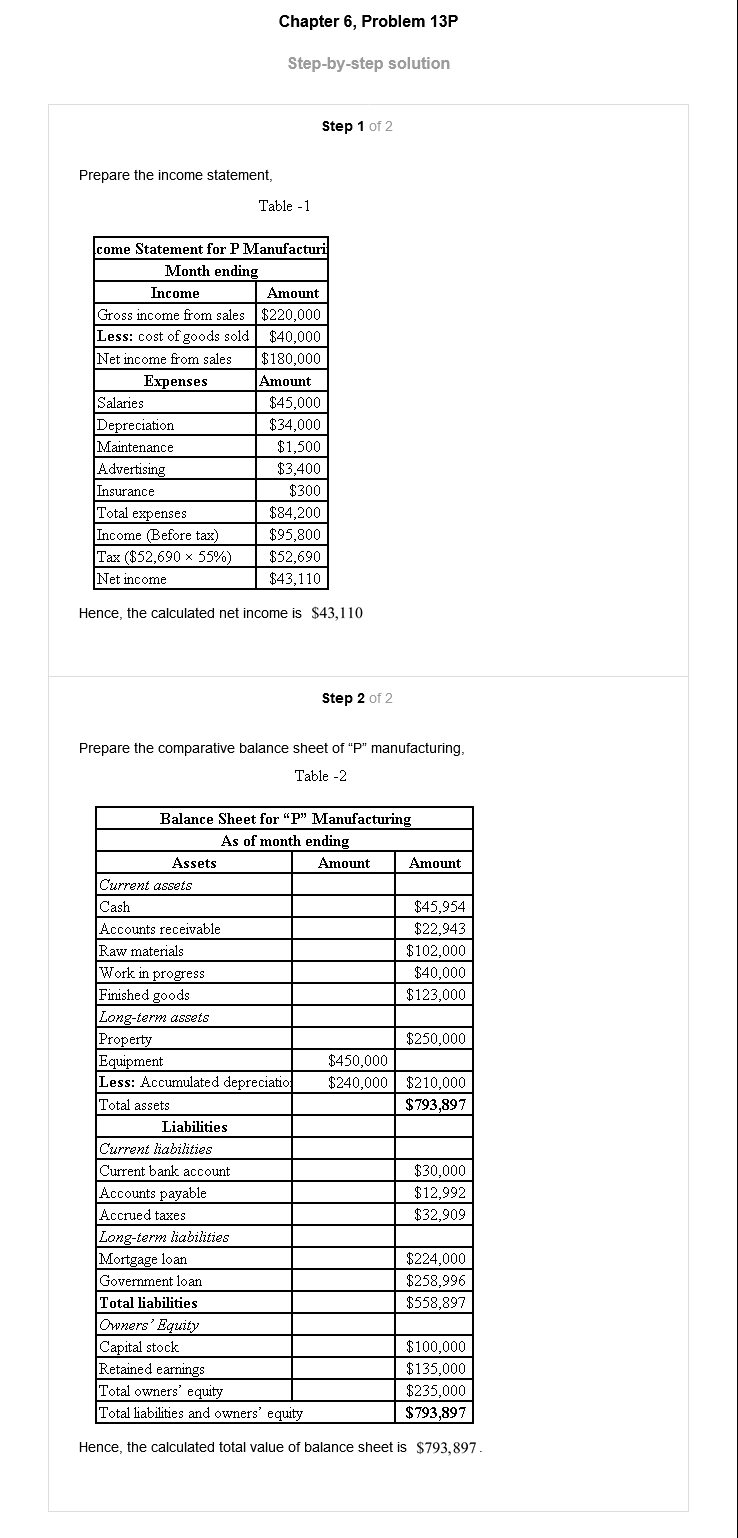 Chapter 6, Problem 13P
Step-by-step solution
Step 1 of 2
Prepare the income statement,
Table -1
come Statement for P Manufacturi
Month ending
Income Amount
Gross income from sales $220,000
Less: cost of goods sold $40,000
Net income from sales $180,000
Expenses Amount
Salaries $45,000
Depreciation $34,000
Maintenance $1,500
Advertising $3,400
Insurance $300
Total expenses $84,200
Income (Before tax) $95,800
Tax ($52,690 × 55%) $52,690
Net income $43,110
Hence, the calculated net income is $43,110
Step 2 of 2
Prepare the comparative balance sheet of “P” manufacturing,
Table -2
Balance Sheet for “P” Manufacturing
As of month ending
Assets Amount Amount
Current assets
Cash $45,954
Accounts receivable $22,943
Raw materials $102,000
Work in progress $40,000
Finished goods $123,000
Long-term assets
Property $250,000
Equipment $450,000
Less: Accumulated depreciatio $240,000 $210,000
Total assets $793,897
Liabilities
Current liabilities
Current bank account $30,000
Accounts payable $12,992
Accrued taxes $32,909
Long-term liabilities
Mortgage loan $224,000
Government loan $258,996
Total liabilities $558,897
Owners’ Equity
Capital stock $100,000
Retained earnings $135,000
Total owners’ equity $235,000
Total liabilities and owners’ equity $793,897
Hence, the calculated total value of balance sheet is $793,897.